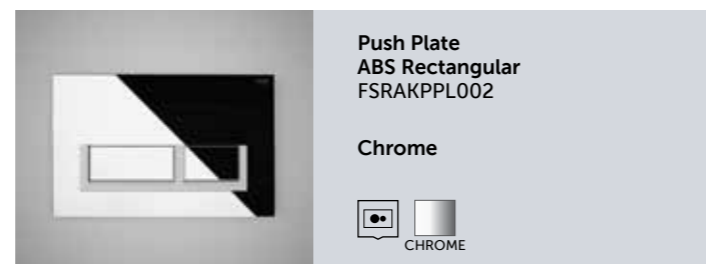 Push Plate
ABS Rectangular
FSRAKPPL002
Chrome
CHROME